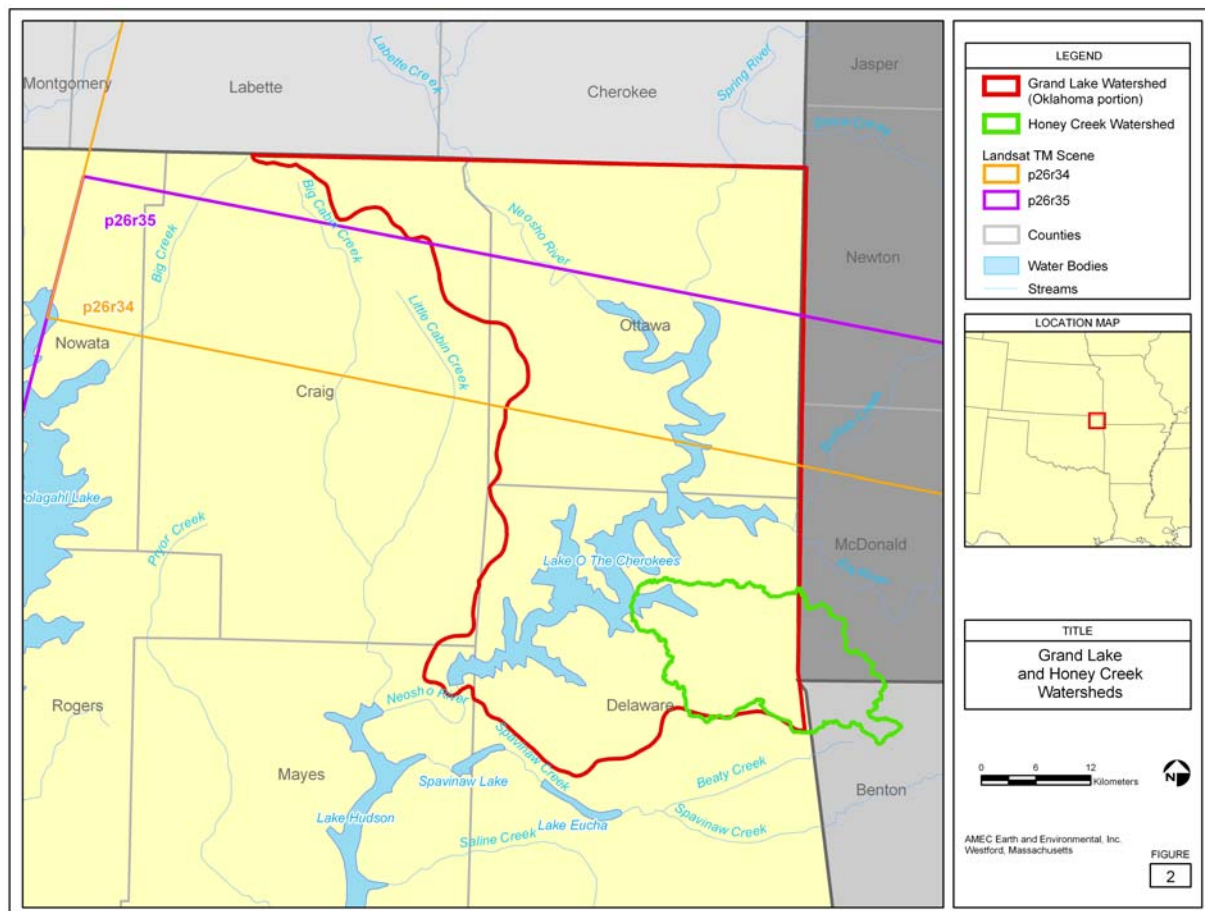 Montgomery
Labette
Labette Creek
Cherokee
Spring River
Jasper
Big Cabin Creek
Neosho River
p26r35
Big Creek
Newton
p26r34
Nowata
Little Cabin Creek
Ottawa
Craig
Pryor Creek
McDonald
Lake O The Cherokees
Rogers
Neosho River
Delaware
Spavinaw Creek
Mayes
Spavinaw Lake
Beaty Creek
Benton
Lake Hudson
Lake Eucha
Spavinaw Creek
Saline Creek
LEGEND
Grand Lake Watershed
(Oklahoma portion)
Honey Creek Watershed
Landsat TM Scene
p26r34
p26r35
Counties
Water Bodies
Streams
LOCATION MAP
TITLE
Grand Lake
and Honey Creek
Watersheds
0 6 12
Kilometers
N
AMEC Earth and Environmental, Inc.
Westford, Massachusetts
FIGURE
2